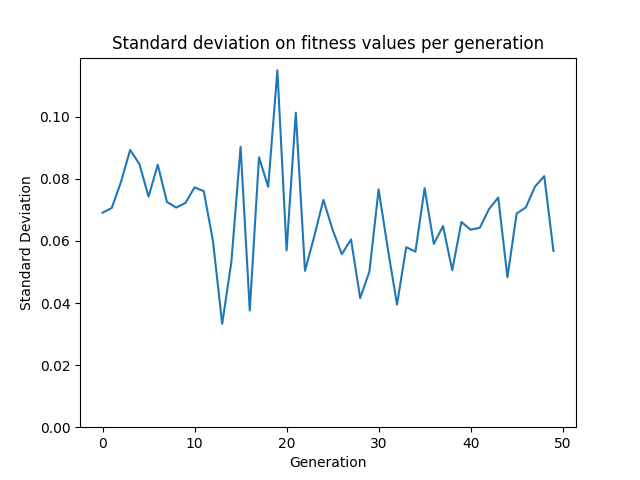 Standard deviation on fitness values per generation
Standard Deviation
0.10
0.08
0.06
0.04
0.02
0.00
0 10 20 30 40 50
Generation